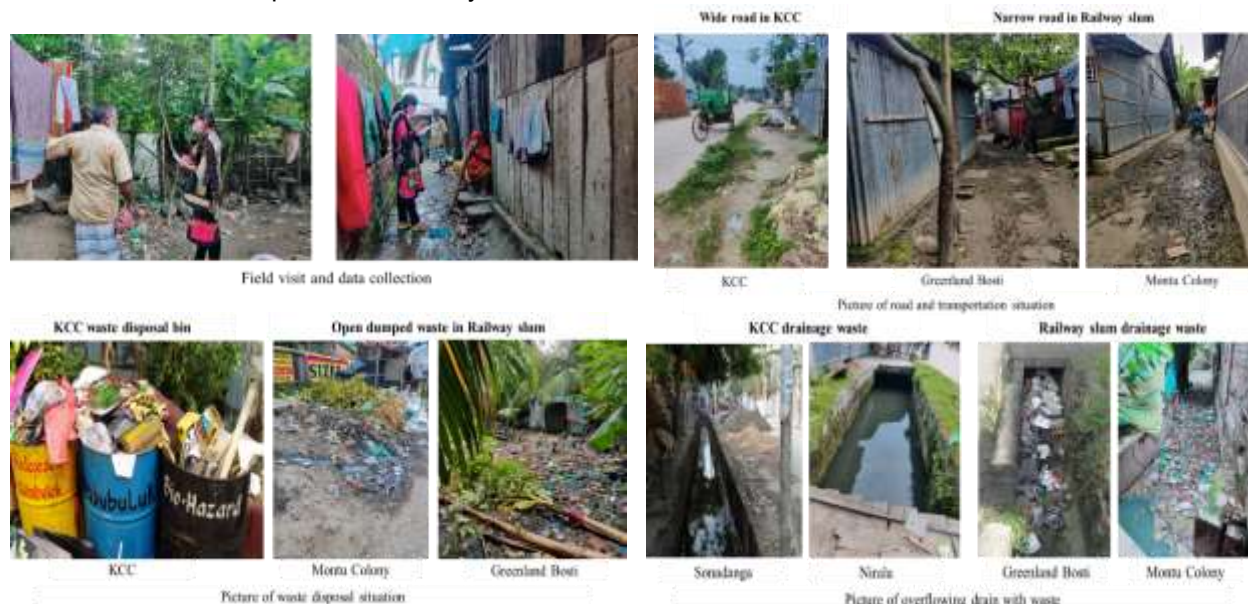 Field visit and data collection
Wide road in KCC
Narrow road in Railway slum
KCC
Greenland Bosti
Montu Colony
Picture of road and transportation situation
KCC waste disposal bin
Open dumped waste in Railway slum
SIZE
Bio-Hazard
KCC
Montu Colony
Greenland Bosti
Picture of waste disposal situation
KCC drainage waste
Railway slum drainage waste
Sonadanga
Nirala
Greenland Bosti
Montu Colony
Picture of overflowing drain with waste